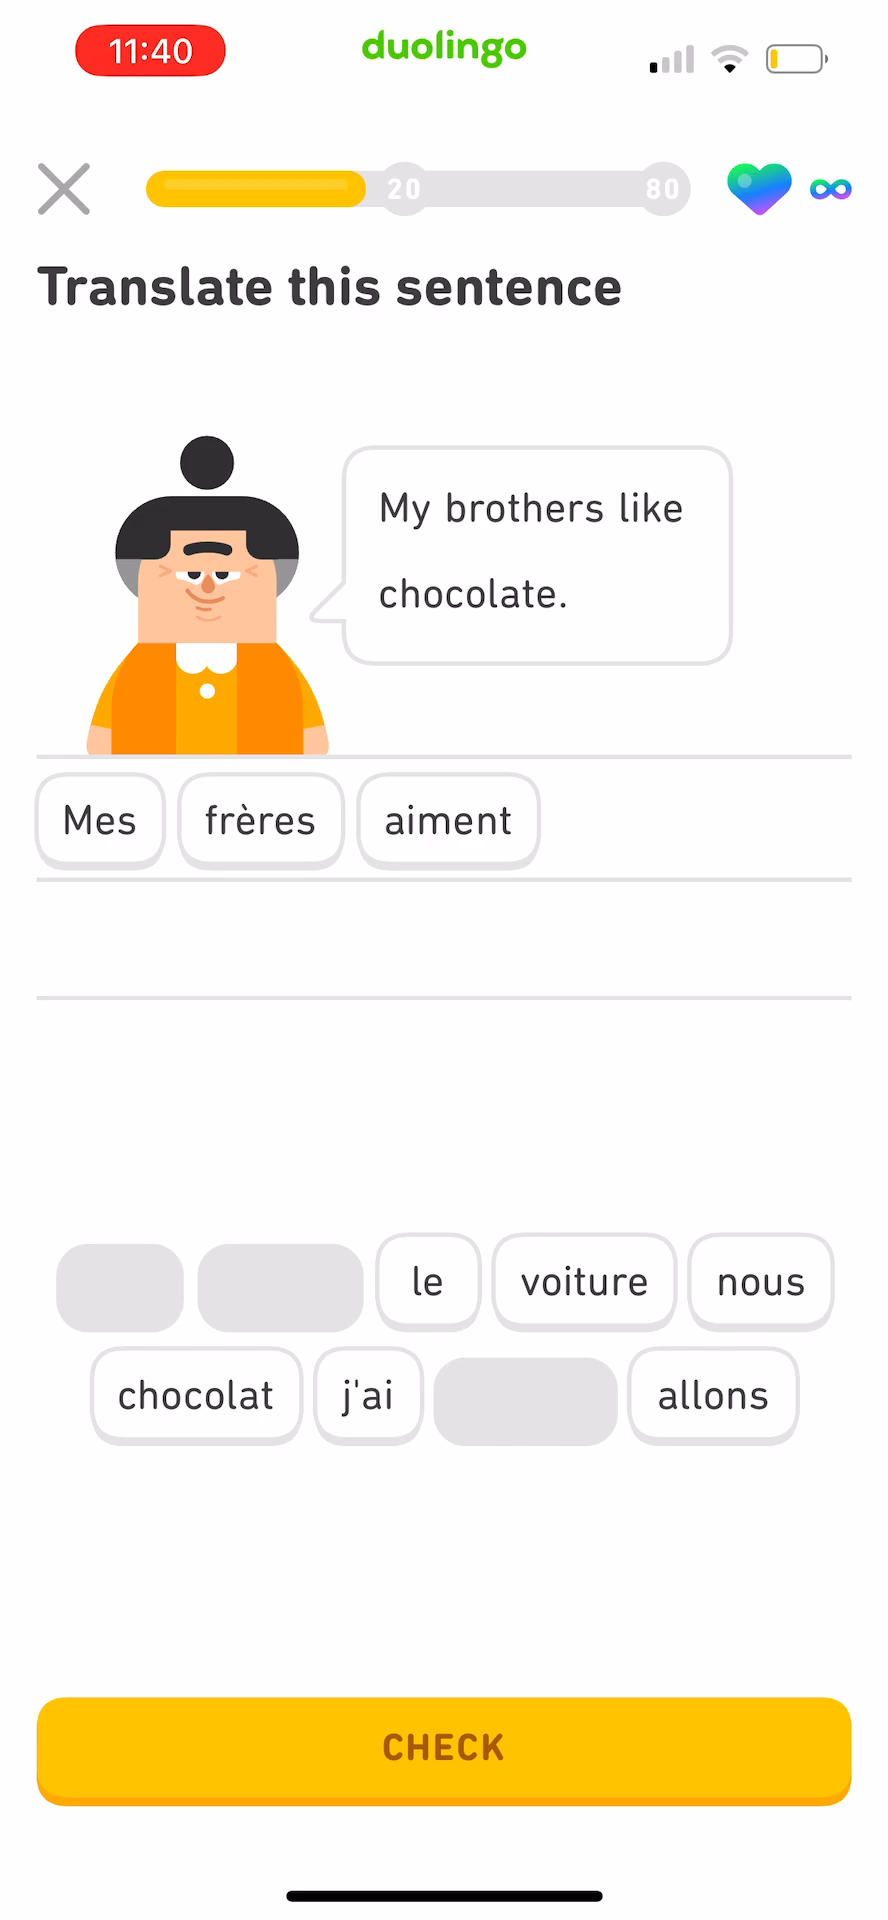 11:40
duolingo
20 80
Translate this sentence
My brothers like
chocolate.
Mes frères aiment
le voiture nous
chocolat j'ai allons
CHECK